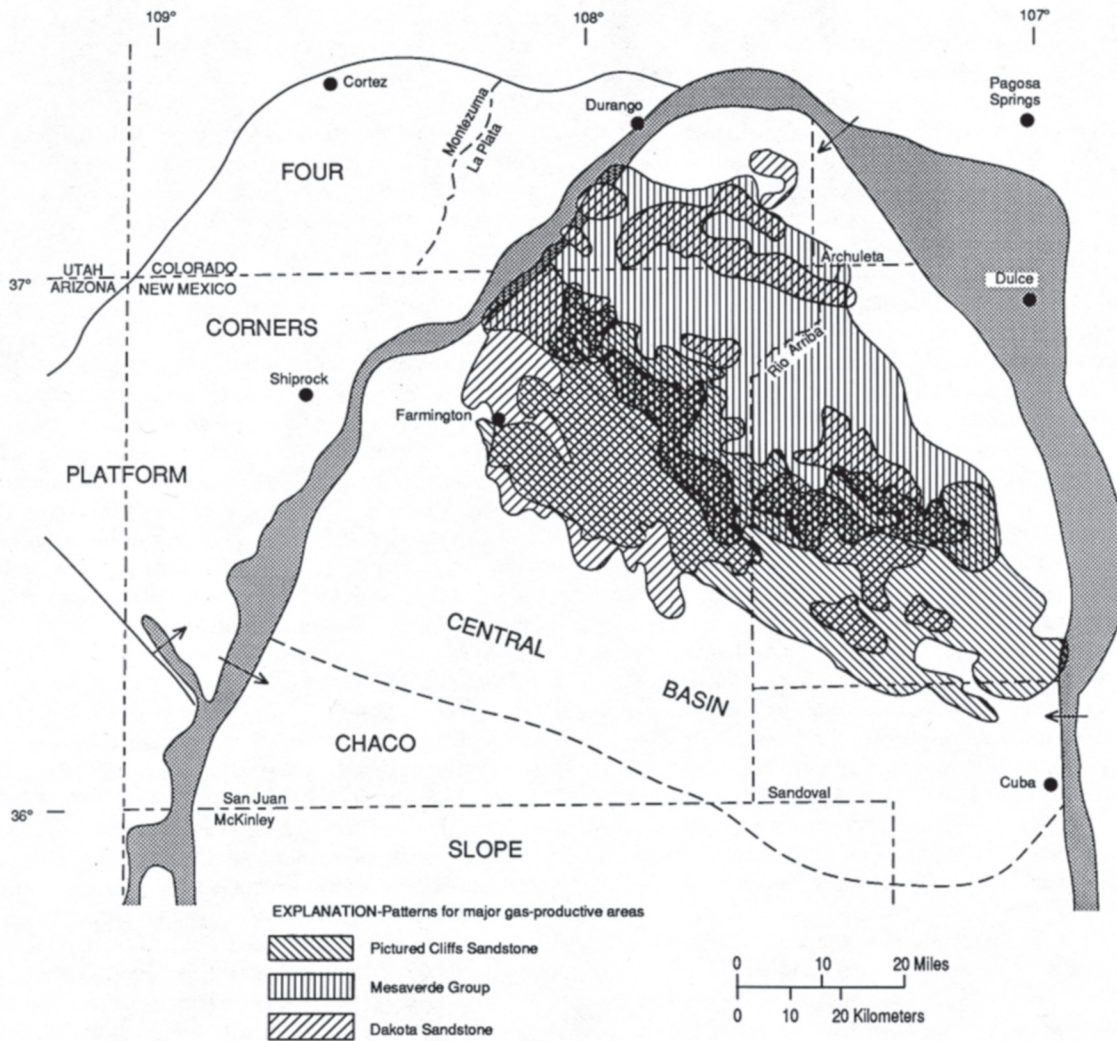 109°
108°
107°
Cortez
Pagosa
Springs
Montezuma
La Plata
Durango
FOUR
UTAH
COLORADO
Archuleta
37°
ARIZONA
NEW MEXICO
Dulce
CORNERS
Rio Arriba
Shiprock
Farmington
PLATFORM
CENTRAL
BASIN
CHACO
Cuba
San Juan
Sandoval
36°
McKinley
SLOPE
EXPLANATION-Patterns for major gas-productive areas
Pictured Cliffs Sandstone
Mesaverde Group
Dakota Sandstone
0 10 20 Miles
0 10 20 Kilometers